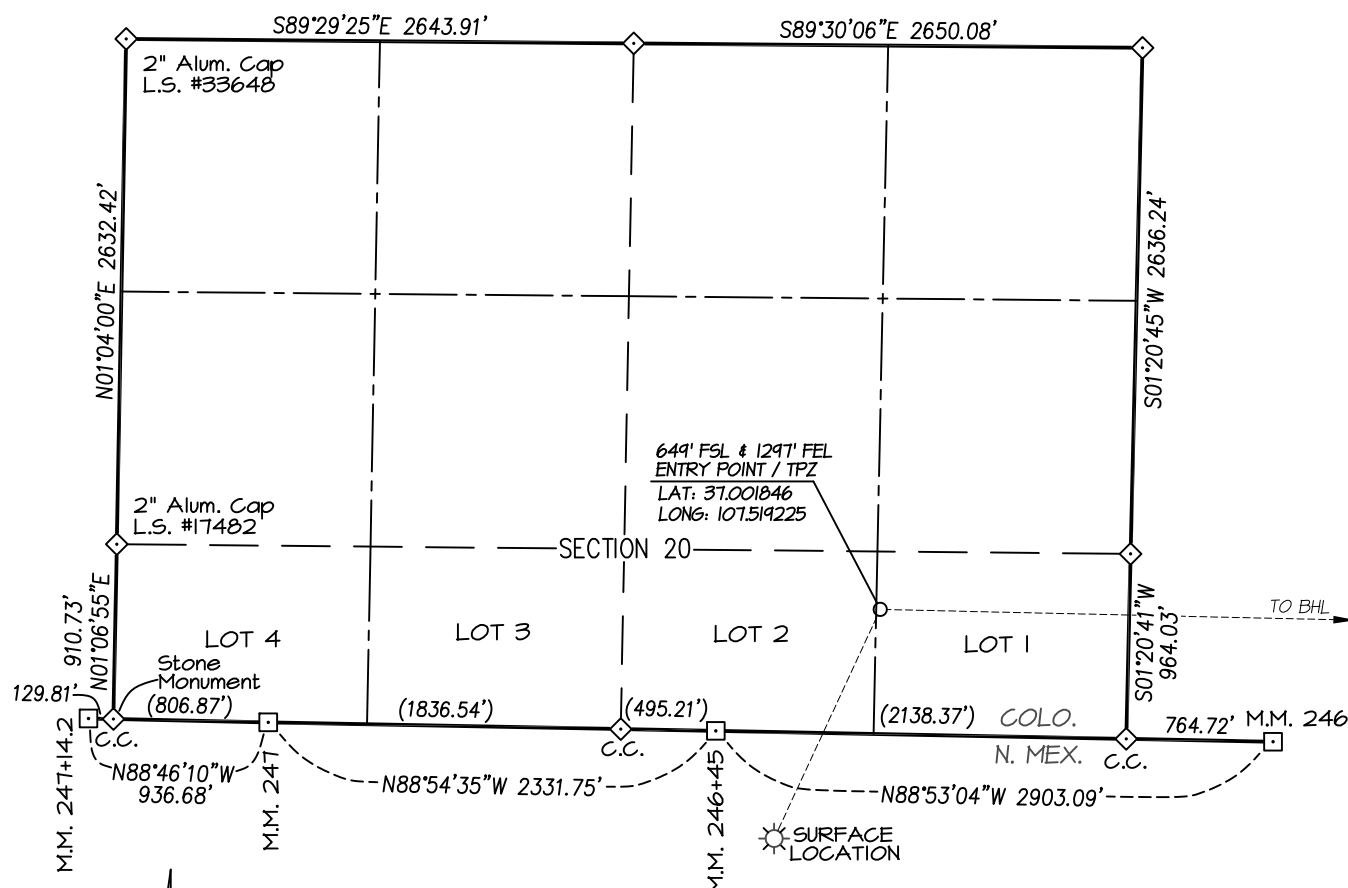 S89°29'25"E 2643.91'
S89°30'06"E 2650.08'
2" Alum. Cap
L.S. #33648
N01°04'00"E 2632.42'
S01°20'45"W 2636.24'
649' FSL & 1297' FEL
ENTRY POINT / TPZ
LAT: 37.001846
LONG: 107.519225
2" Alum. Cap
L.S. #17482
SECTION 20
TO BHL
910.73'
N01°06'55"E
LOT 4
LOT 3
LOT 2
LOT 1
S01°20'41"W
964.03'
Stone
Monument
129.81'
(806.87')
(1836.54')
(495.21')
(2138.37')
COLO.
764.72'
M.M. 246
C.C.
C.C.
N. MEX.
C.C.
M.M. 247+14.2
N88°46'10"W
936.68'
M.M. 247
N88°54'35"W 2331.75'
M.M. 246+45
N88°53'04"W 2903.09'
SURFACE
LOCATION